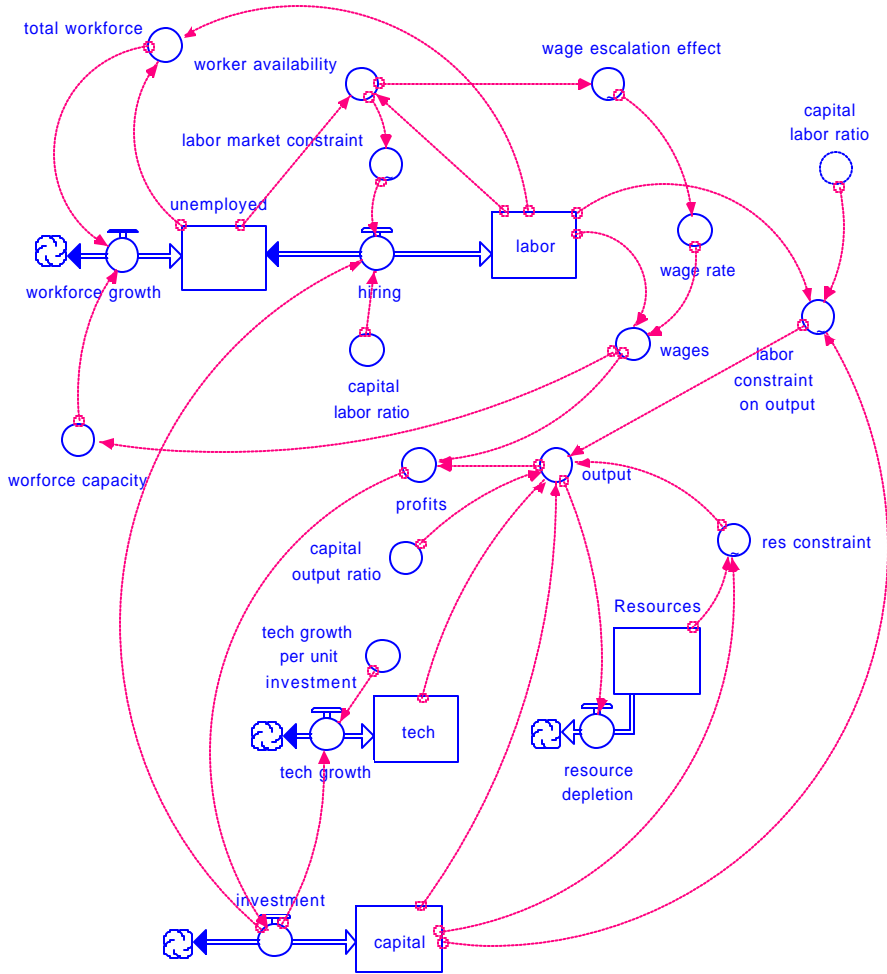 total workforce
wage escalation effect
worker availability
capital
labor ratio
labor market constraint
unemployed
labor
wage rate
workforce growth
hiring
wages
labor
constraint
on output
capital
labor ratio
worforce capacity
output
profits
res constraint
capital
output ratio
Resources
tech growth
per unit
investment
tech
tech growth
resource
depletion
investment
capital